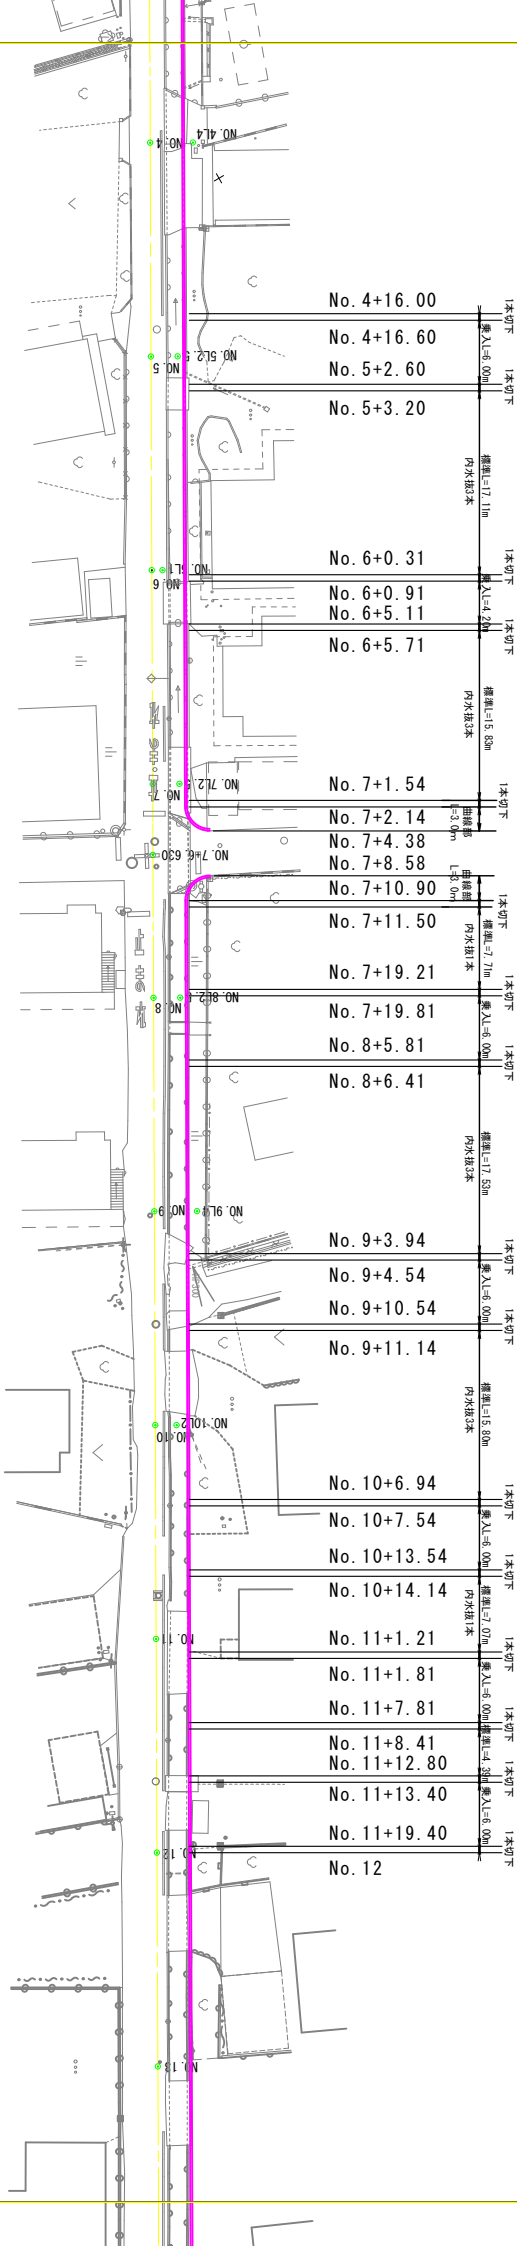 NO.4
NO.4L4
No.4+16.00
1本切下
No.4+16.60
乗入L=6.00m
NO.5L2.5
NO.5
No.5+2.60
1本切下
No.5+3.20
標準L=17.11m
内水抜3本
No.6+0.31
1本切下
No.6+0.91
乗入L=4.20m
No.6+5.11
1本切下
No.6+5.71
標準L=15.83m
内水抜3本
NO.7L2.5
NO.7
No.7+1.54
1本切下
No.7+2.14
曲線部
L=3.0m
No.7+4.38
NO.7+6.630
No.7+8.58
曲線部
L=3.0m
No.7+10.90
1本切下
No.7+11.50
標準L=7.71m
内水抜1本
No.7+19.21
1本切下
No.7+19.81
乗入L=6.00m
No.8+5.81
1本切下
No.8+6.41
標準L=17.53m
内水抜3本
NO.9L4
No.9+3.94
1本切下
No.9+4.54
乗入L=6.00m
No.9+10.54
1本切下
No.9+11.14
標準L=15.80m
内水抜3本
NO.10L2
NO.10
No.10+6.94
1本切下
No.10+7.54
乗入L=6.00m
No.10+13.54
1本切下
No.10+14.14
標準L=7.07m
内水抜1本
NO.11
No.11+1.21
1本切下
No.11+1.81
乗入L=6.00m
No.11+7.81
1本切下
No.11+8.41
標準L=4.39m
No.11+12.80
1本切下
No.11+13.40
乗入L=6.00m
No.11+19.40
1本切下
NO.12
No.12
NO.13